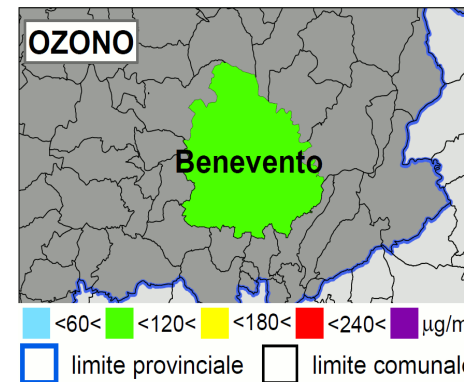 OZONO
Benevento
<60< <120< <180< <240< µg/m
limite provinciale limite comunale